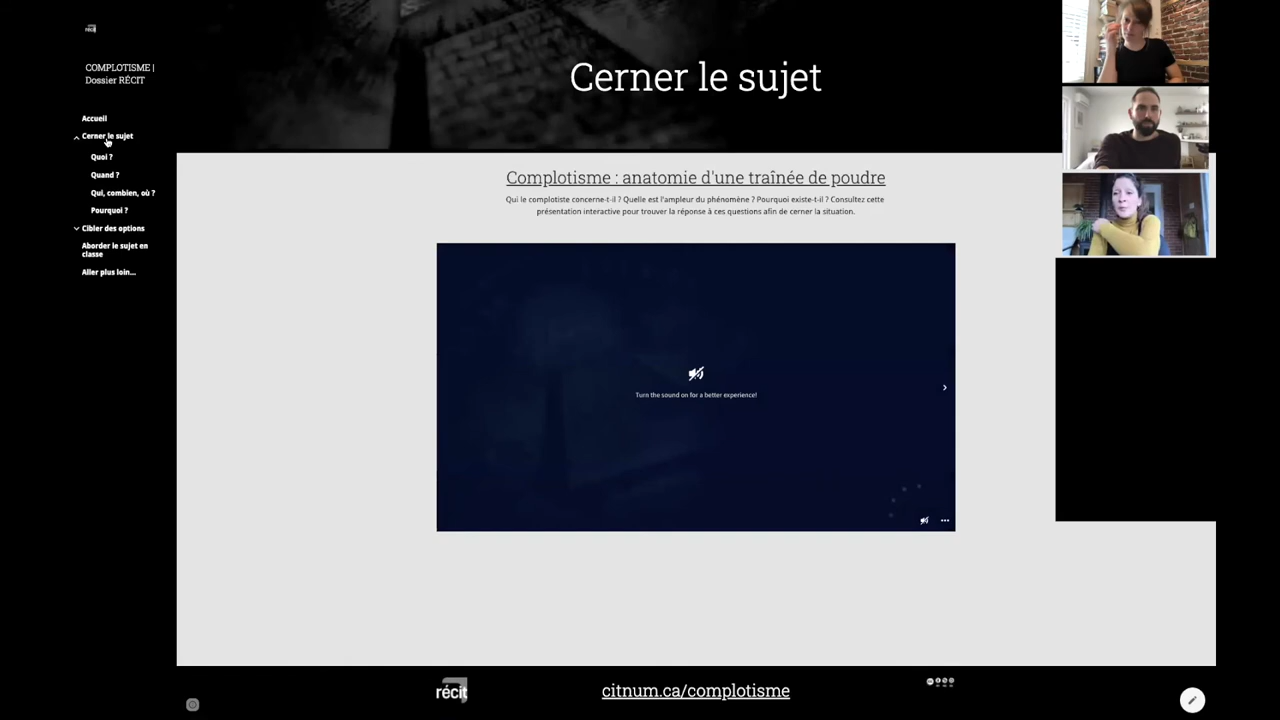 récit
COMPLOTISME |
Dossier RÉCIT
Accueil
Cerner le sujet
Quoi ?
Quand ?
Qui, combien, où ?
Pourquoi ?
Cibler des options
Aborder le sujet en
classe
Aller plus loin...
Cerner le sujet
Complotisme : anatomie d'une traînée de poudre
Qui le complotiste concerne-t-il ? Quelle est l'ampleur du phénomène ? Pourquoi existe-t-il ? Consultez cette
présentation interactive pour trouver la réponse à ces questions afin de cerner la situation.
Turn the sound on for a better experience!
récit
citnum.ca/complotisme